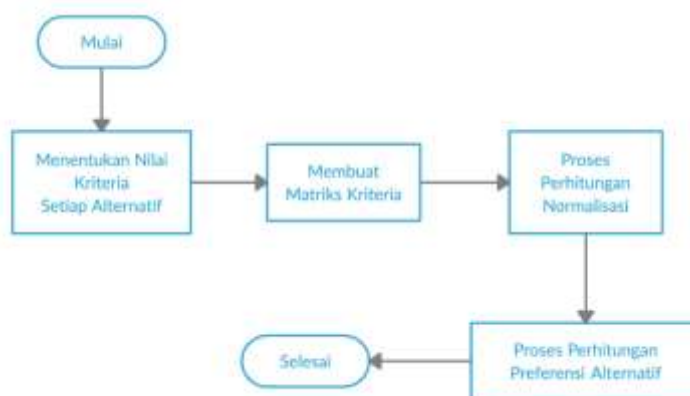 Mulai
Menentukan Nilai
Kriteria
Setiap Alternatif
Membuat
Matriks Kriteria
Proses
Perhitungan
Normalisasi
Proses Perhitungan
Preferensi Alternatif
Selesai